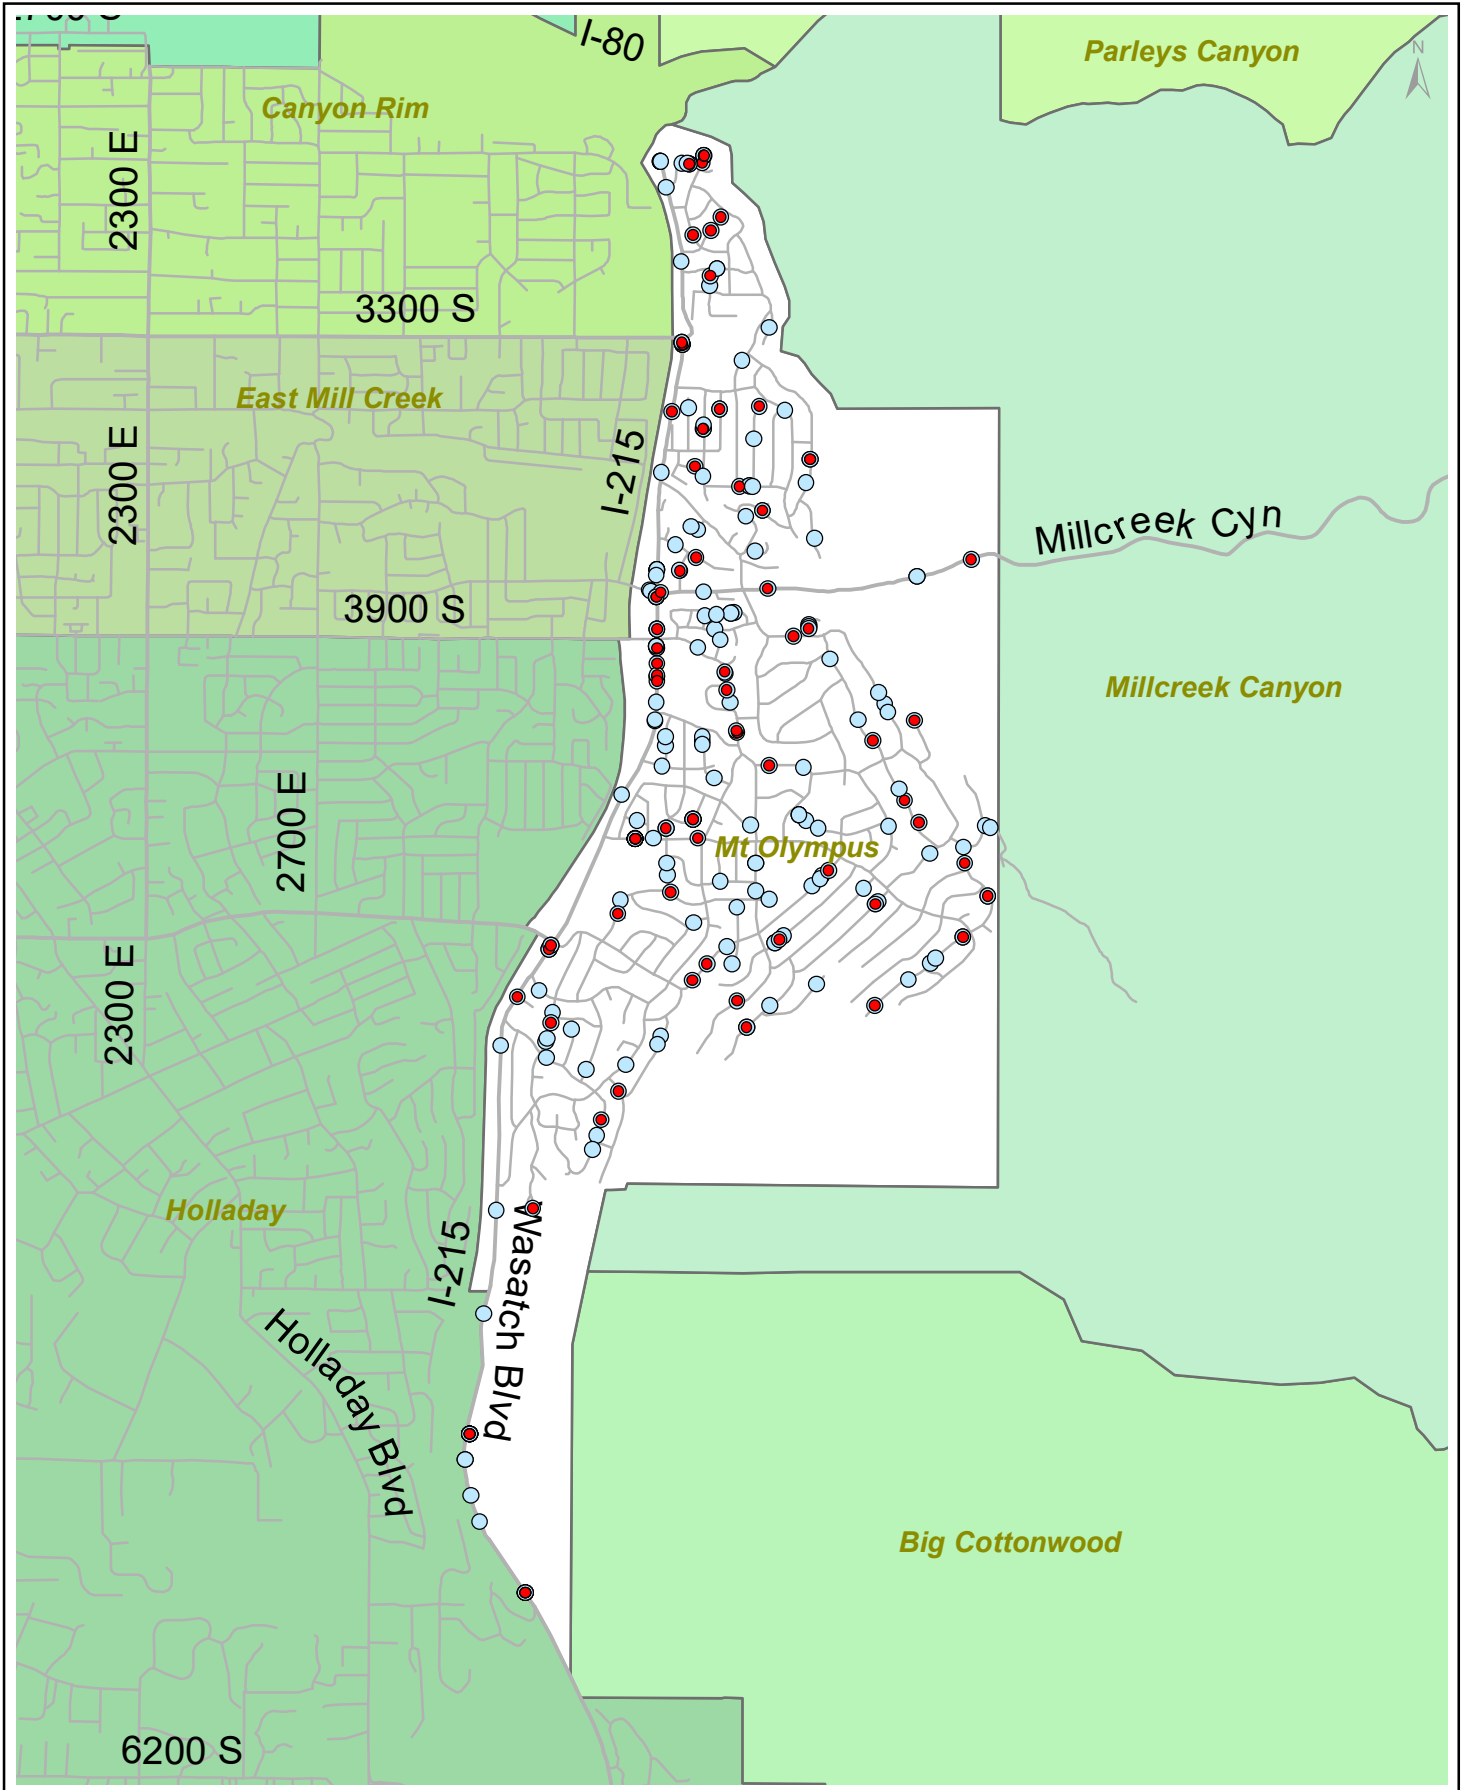 I-80
Parleys Canyon
N
Canyon Rim
2300 E
3300 S
East Mill Creek
2300 E
I-215
Millcreek Cyn
3900 S
Millcreek Canyon
2700 E
Mt Olympus
2300 E
Holladay
I-215
Wasatch Blvd
Holladay Blvd
Big Cottonwood
6200 S